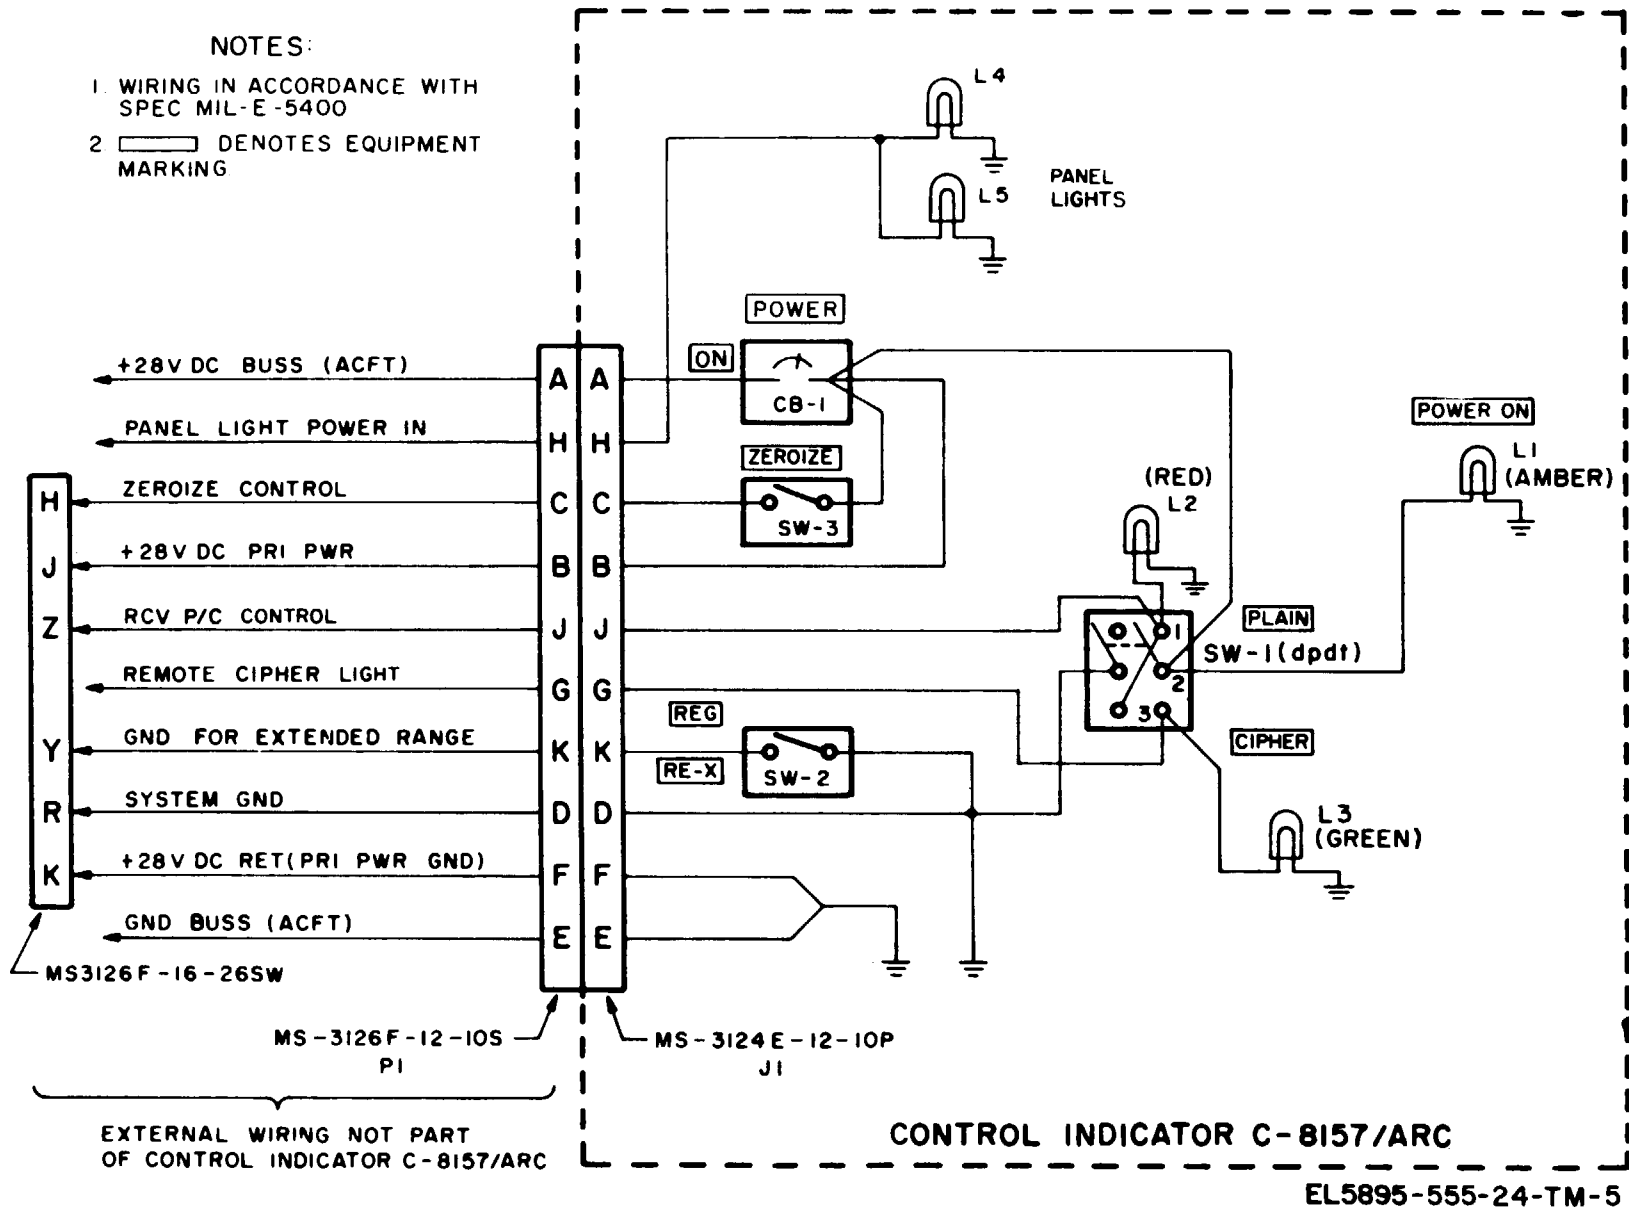 NOTES:
1. WIRING IN ACCORDANCE WITH
SPEC MIL-E-5400
2 DENOTES EQUIPMENT
MARKING
L4
L5
PANEL
LIGHTS
POWER
ON
CB-1
ZEROIZE
SW-3
POWER ON
L1
(AMBER)
(RED)
L2
PLAIN
SW-1(dpdt)
1
2
3
CIPHER
L3
(GREEN)
REG
RE-X
SW-2
+28V DC BUSS (ACFT)
A A
PANEL LIGHT POWER IN
H H
H
ZEROIZE CONTROL
C C
J
+28V DC PRI PWR
B B
Z
RCV P/C CONTROL
J J
REMOTE CIPHER LIGHT
G G
Y
GND FOR EXTENDED RANGE
K K
R
SYSTEM GND
D D
K
+28V DC RET(PRI PWR GND)
F F
GND BUSS (ACFT)
E E
MS3126F-16-26SW
MS-3126F-12-10S
P1
MS-3124E-12-10P
J1
EXTERNAL WIRING NOT PART
OF CONTROL INDICATOR C-8157/ARC
CONTROL INDICATOR C-8157/ARC
EL5895-555-24-TM-5